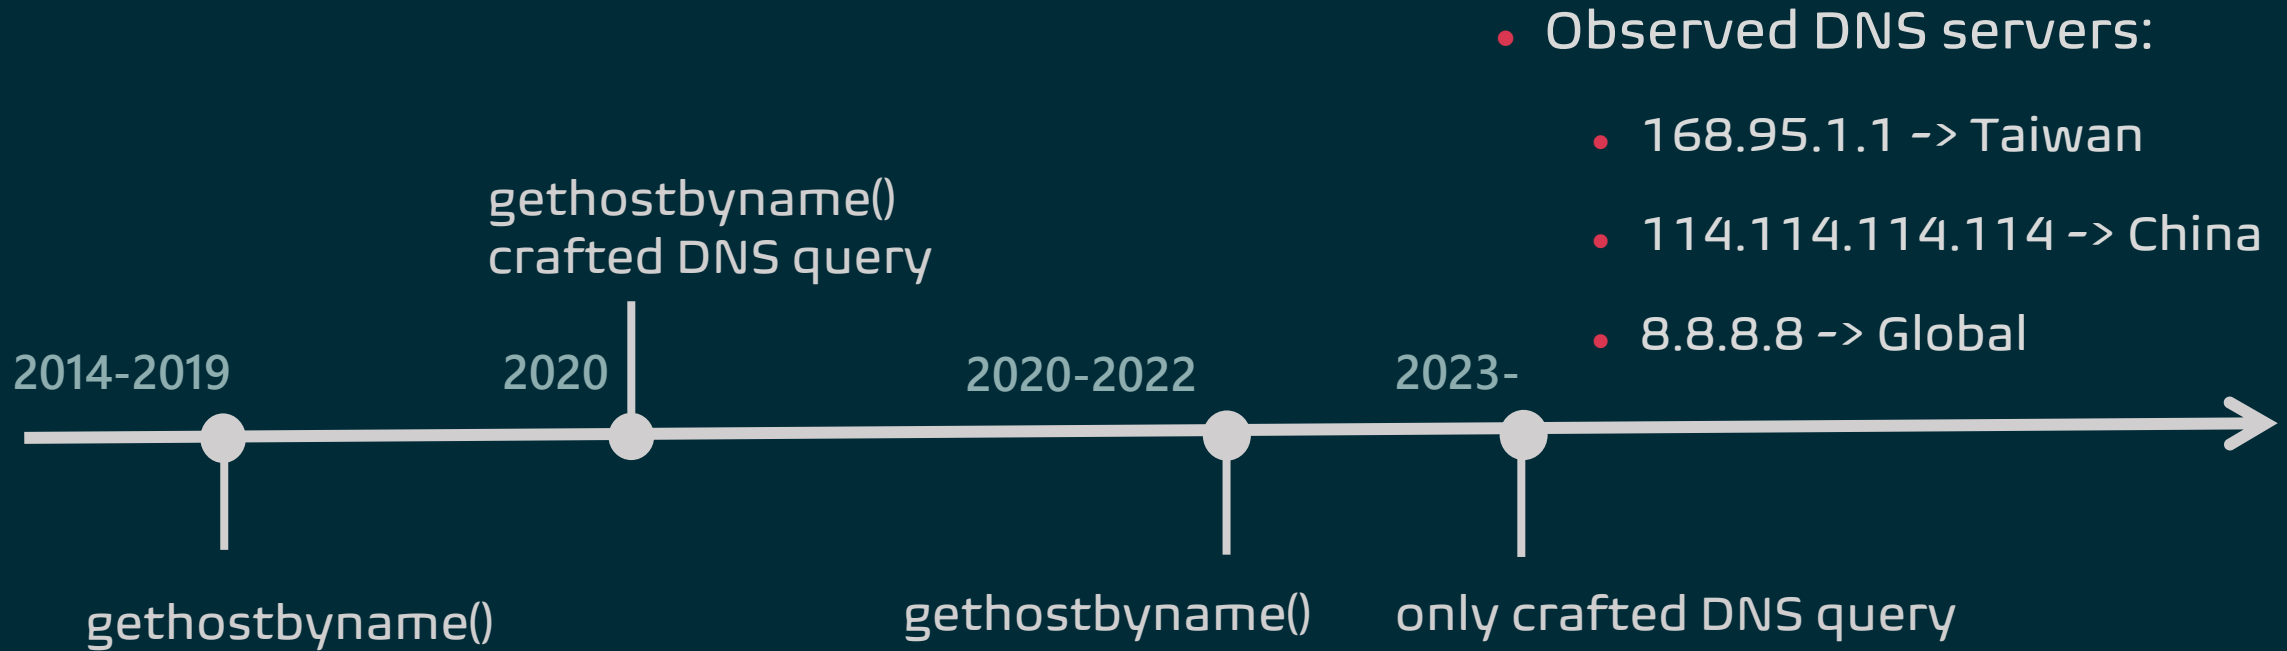 • Observed DNS servers:
• 168.95.1.1 -> Taiwan
• 114.114.114.114 -> China
• 8.8.8.8 -> Global
gethostbyname()
crafted DNS query
2014-2019
2020
2020-2022
2023-
gethostbyname()
gethostbyname()
only crafted DNS query